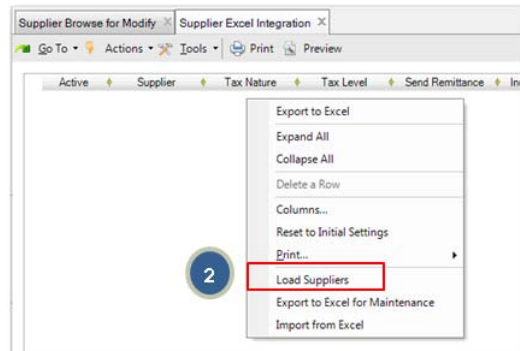 Supplier Browse for Modify Supplier Excel Integration
Go To Actions Tools Print Preview
Active Supplier Tax Nature Tax Level Send Remittance
Export to Excel
Expand All
Collapse All
Delete a Row
Columns...
Reset to Initial Settings
Print...
2
Load Suppliers
Export to Excel for Maintenance
Import from Excel